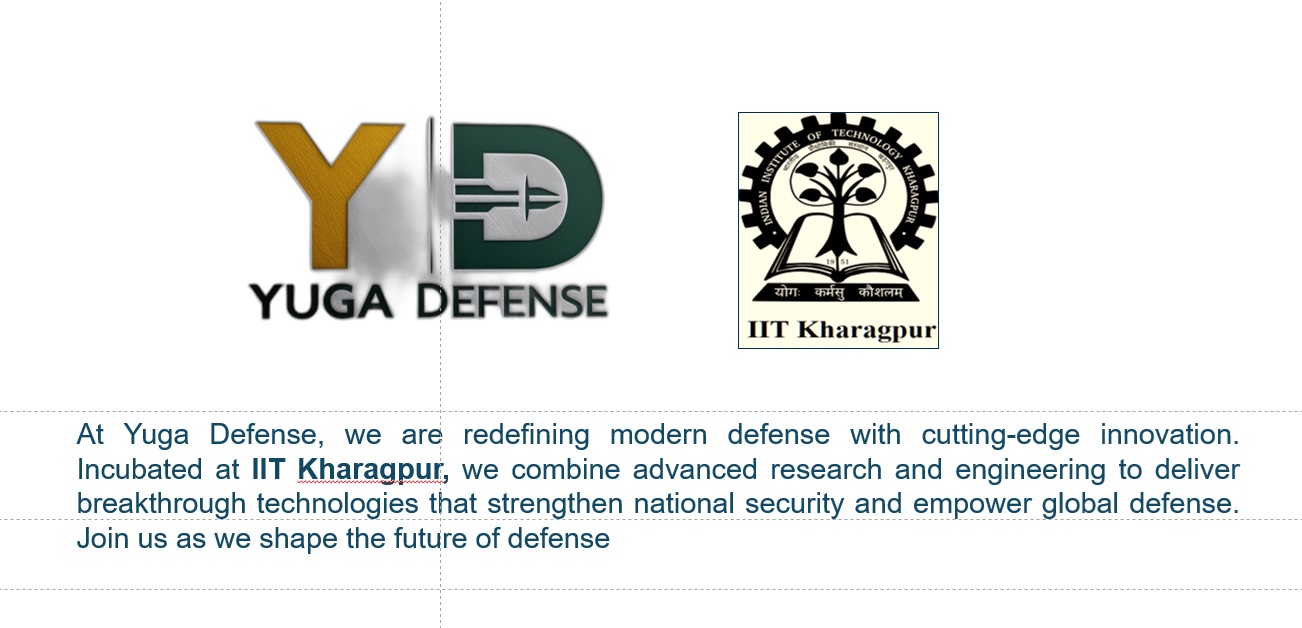 YD
YUGA DEFENSE
INDIAN INSTITUTE OF TECHNOLOGY KHARAGPUR
भारतीय प्रौद्योगिकी संस्थान खड़गपुर
1951
योगः कर्मसु कौशलम्
IIT Kharagpur
At Yuga Defense, we are redefining modern defense with cutting-edge innovation.
Incubated at IIT Kharagpur, we combine advanced research and engineering to deliver
breakthrough technologies that strengthen national security and empower global defense.
Join us as we shape the future of defense